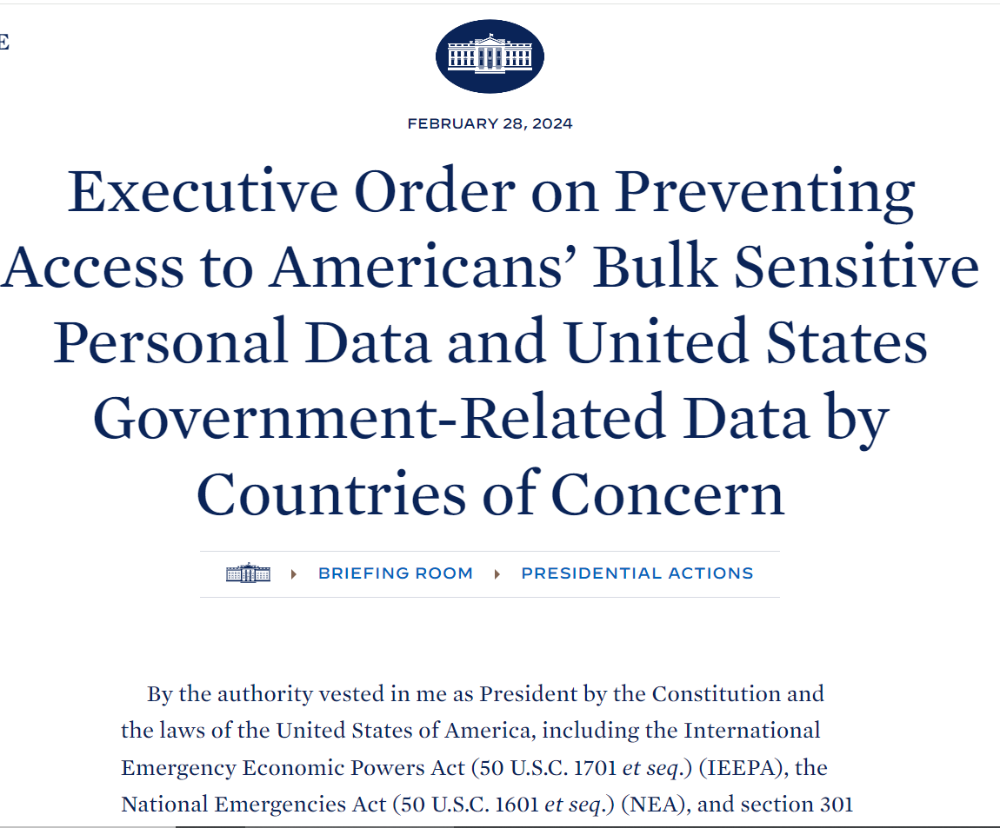 E
FEBRUARY 28, 2024
Executive Order on Preventing
Access to Americans’ Bulk Sensitive
Personal Data and United States
Government-Related Data by
Countries of Concern
BRIEFING ROOM PRESIDENTIAL ACTIONS
By the authority vested in me as President by the Constitution and
the laws of the United States of America, including the International
Emergency Economic Powers Act (50 U.S.C. 1701 et seq.) (IEEPA), the
National Emergencies Act (50 U.S.C. 1601 et seq.) (NEA), and section 301